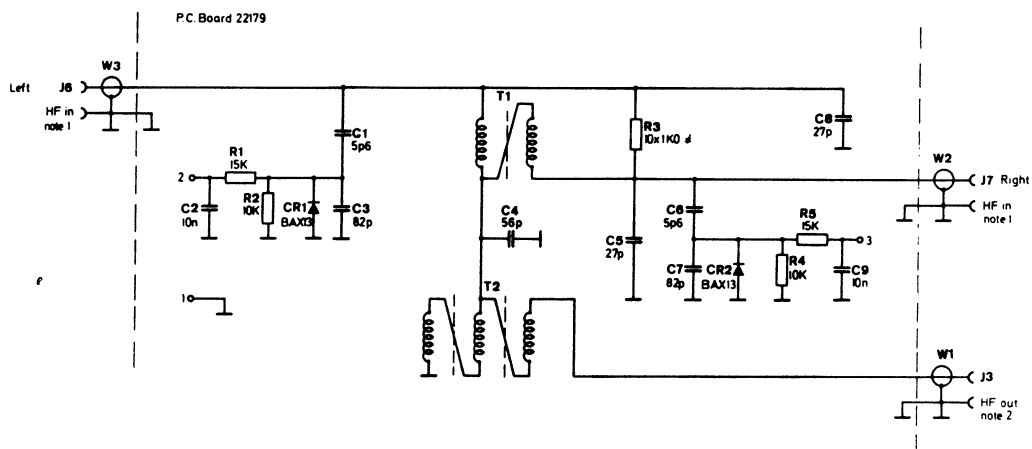 P.C. Board 22179
W3
Left J6
HF in
note 1
T1
C1
5p6
R3
10x1K0 ø
C8
27p
W2
J7 Right
HF in
note 1
R1
15K
2
R2
10K
CR1
BAX13
C3
82p
C2
10n
C4
56p
C5
27p
C6
5p6
R5
15K
3
C7
82p
CR2
BAX13
R4
10K
C9
10n
ℓ
1
T2
W1
J3
HF out
note 2